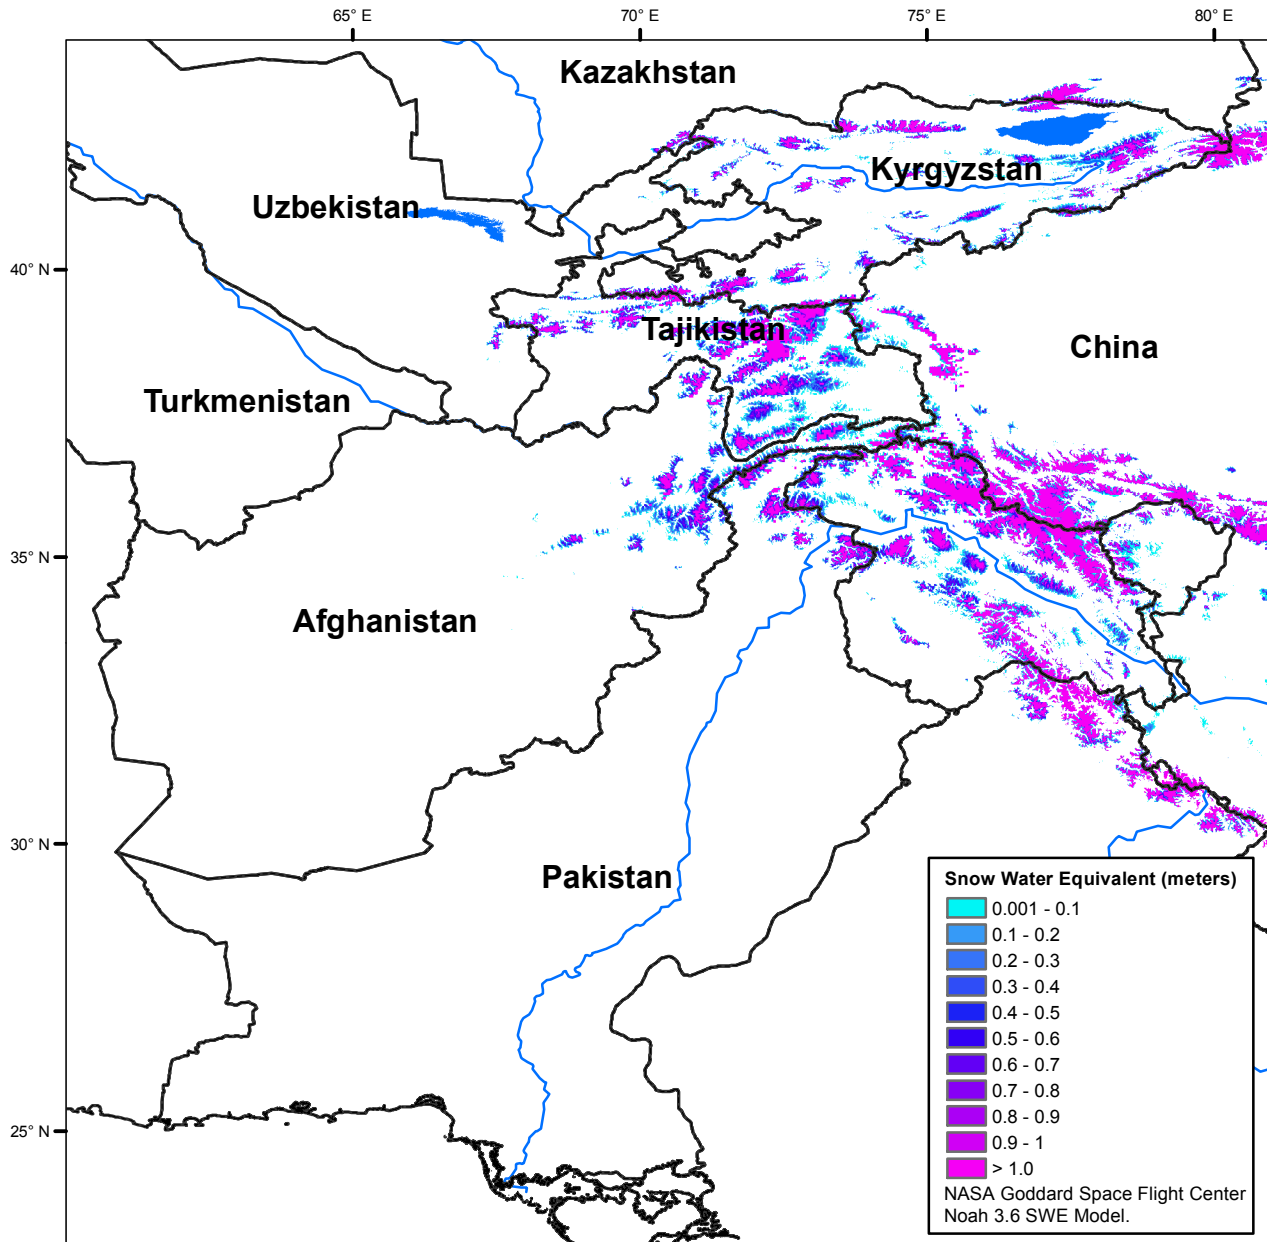 65° E
70° E
75° E
80° E
Kazakhstan
Kyrgyzstan
Uzbekistan
40° N
Tajikistan
China
Turkmenistan
35° N
Afghanistan
30° N
Pakistan
Snow Water Equivalent (meters)
0.001 - 0.1
0.1 - 0.2
0.2 - 0.3
0.3 - 0.4
0.4 - 0.5
0.5 - 0.6
0.6 - 0.7
0.7 - 0.8
0.8 - 0.9
0.9 - 1
> 1.0
25° N
NASA Goddard Space Flight Center
Noah 3.6 SWE Model.